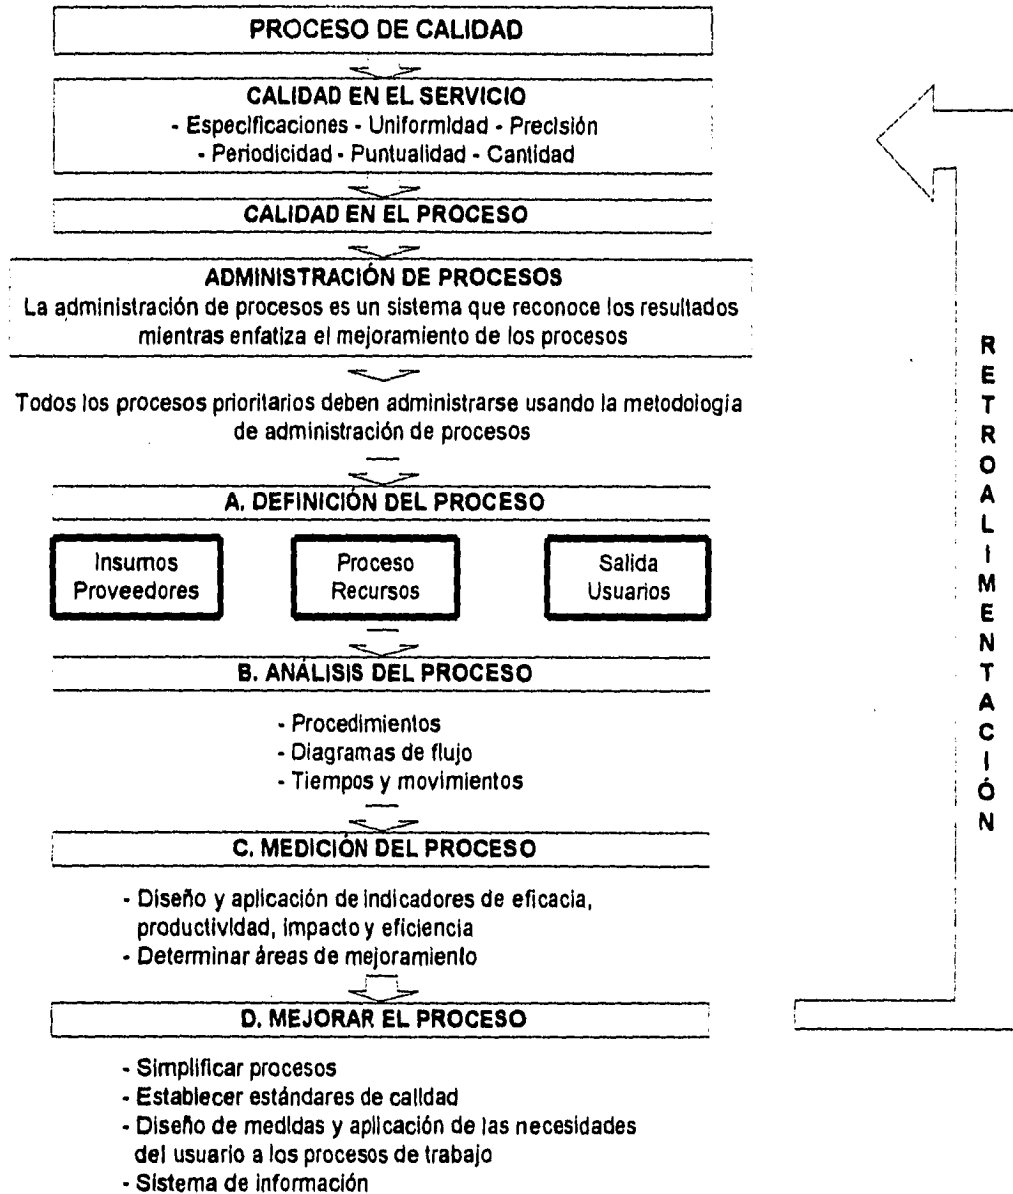 PROCESO DE CALIDAD
CALIDAD EN EL SERVICIO
- Especificaciones - Uniformidad - Precisión
- Periodicidad - Puntualidad - Cantidad
CALIDAD EN EL PROCESO
ADMINISTRACIÓN DE PROCESOS
La administración de procesos es un sistema que reconoce los resultados
mientras enfatiza el mejoramiento de los procesos
Todos los procesos prioritarios deben administrarse usando la metodología
de administración de procesos
A. DEFINICIÓN DEL PROCESO
Insumos
Proveedores
Proceso
Recursos
Salida
Usuarios
B. ANÁLISIS DEL PROCESO
- Procedimientos
- Diagramas de flujo
- Tiempos y movimientos
C. MEDICIÓN DEL PROCESO
- Diseño y aplicación de indicadores de eficacia,
productividad, impacto y eficiencia
- Determinar áreas de mejoramiento
D. MEJORAR EL PROCESO
- Simplificar procesos
- Establecer estándares de calidad
- Diseño de medidas y aplicación de las necesidades
del usuario a los procesos de trabajo
- Sistema de información
RETROALIMENTACIÓN